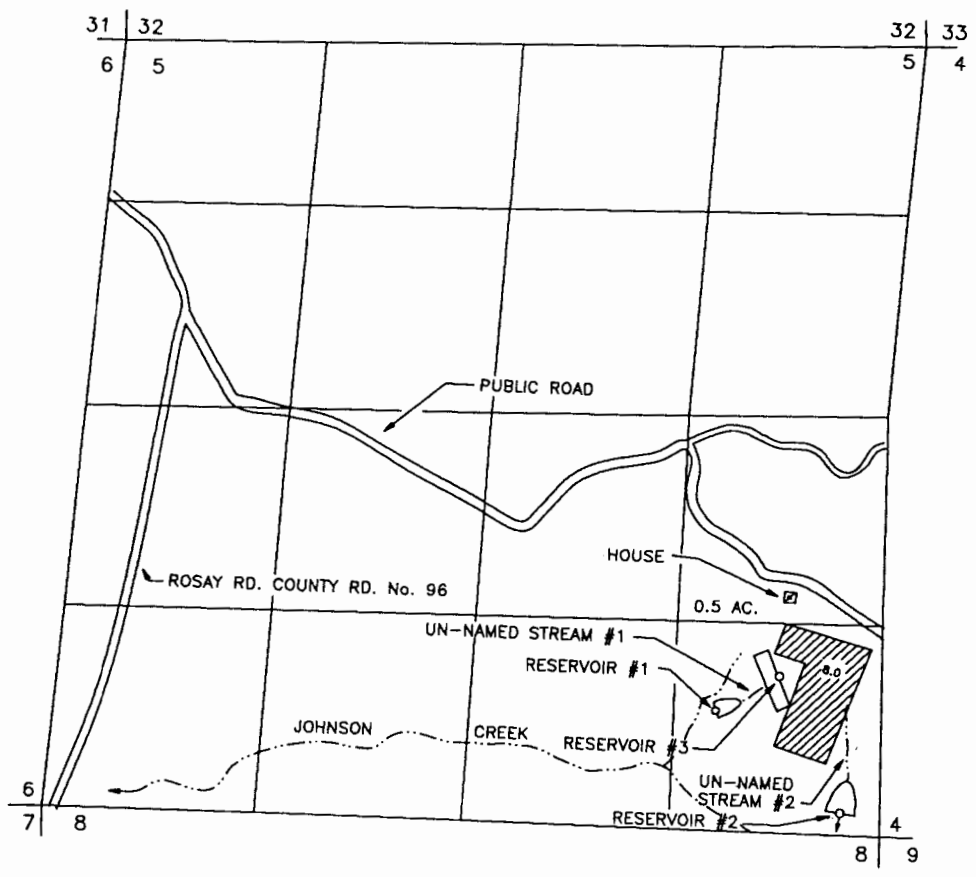 31 32
32 33
6 5
5 4
PUBLIC ROAD
HOUSE
ROSAY RD. COUNTY RD. No. 96
0.5 AC.
UN-NAMED STREAM #1
RESERVOIR #1
8.0
JOHNSON CREEK
RESERVOIR #3
UN-NAMED
STREAM #2
RESERVOIR #2
6
4
7 8
8 9